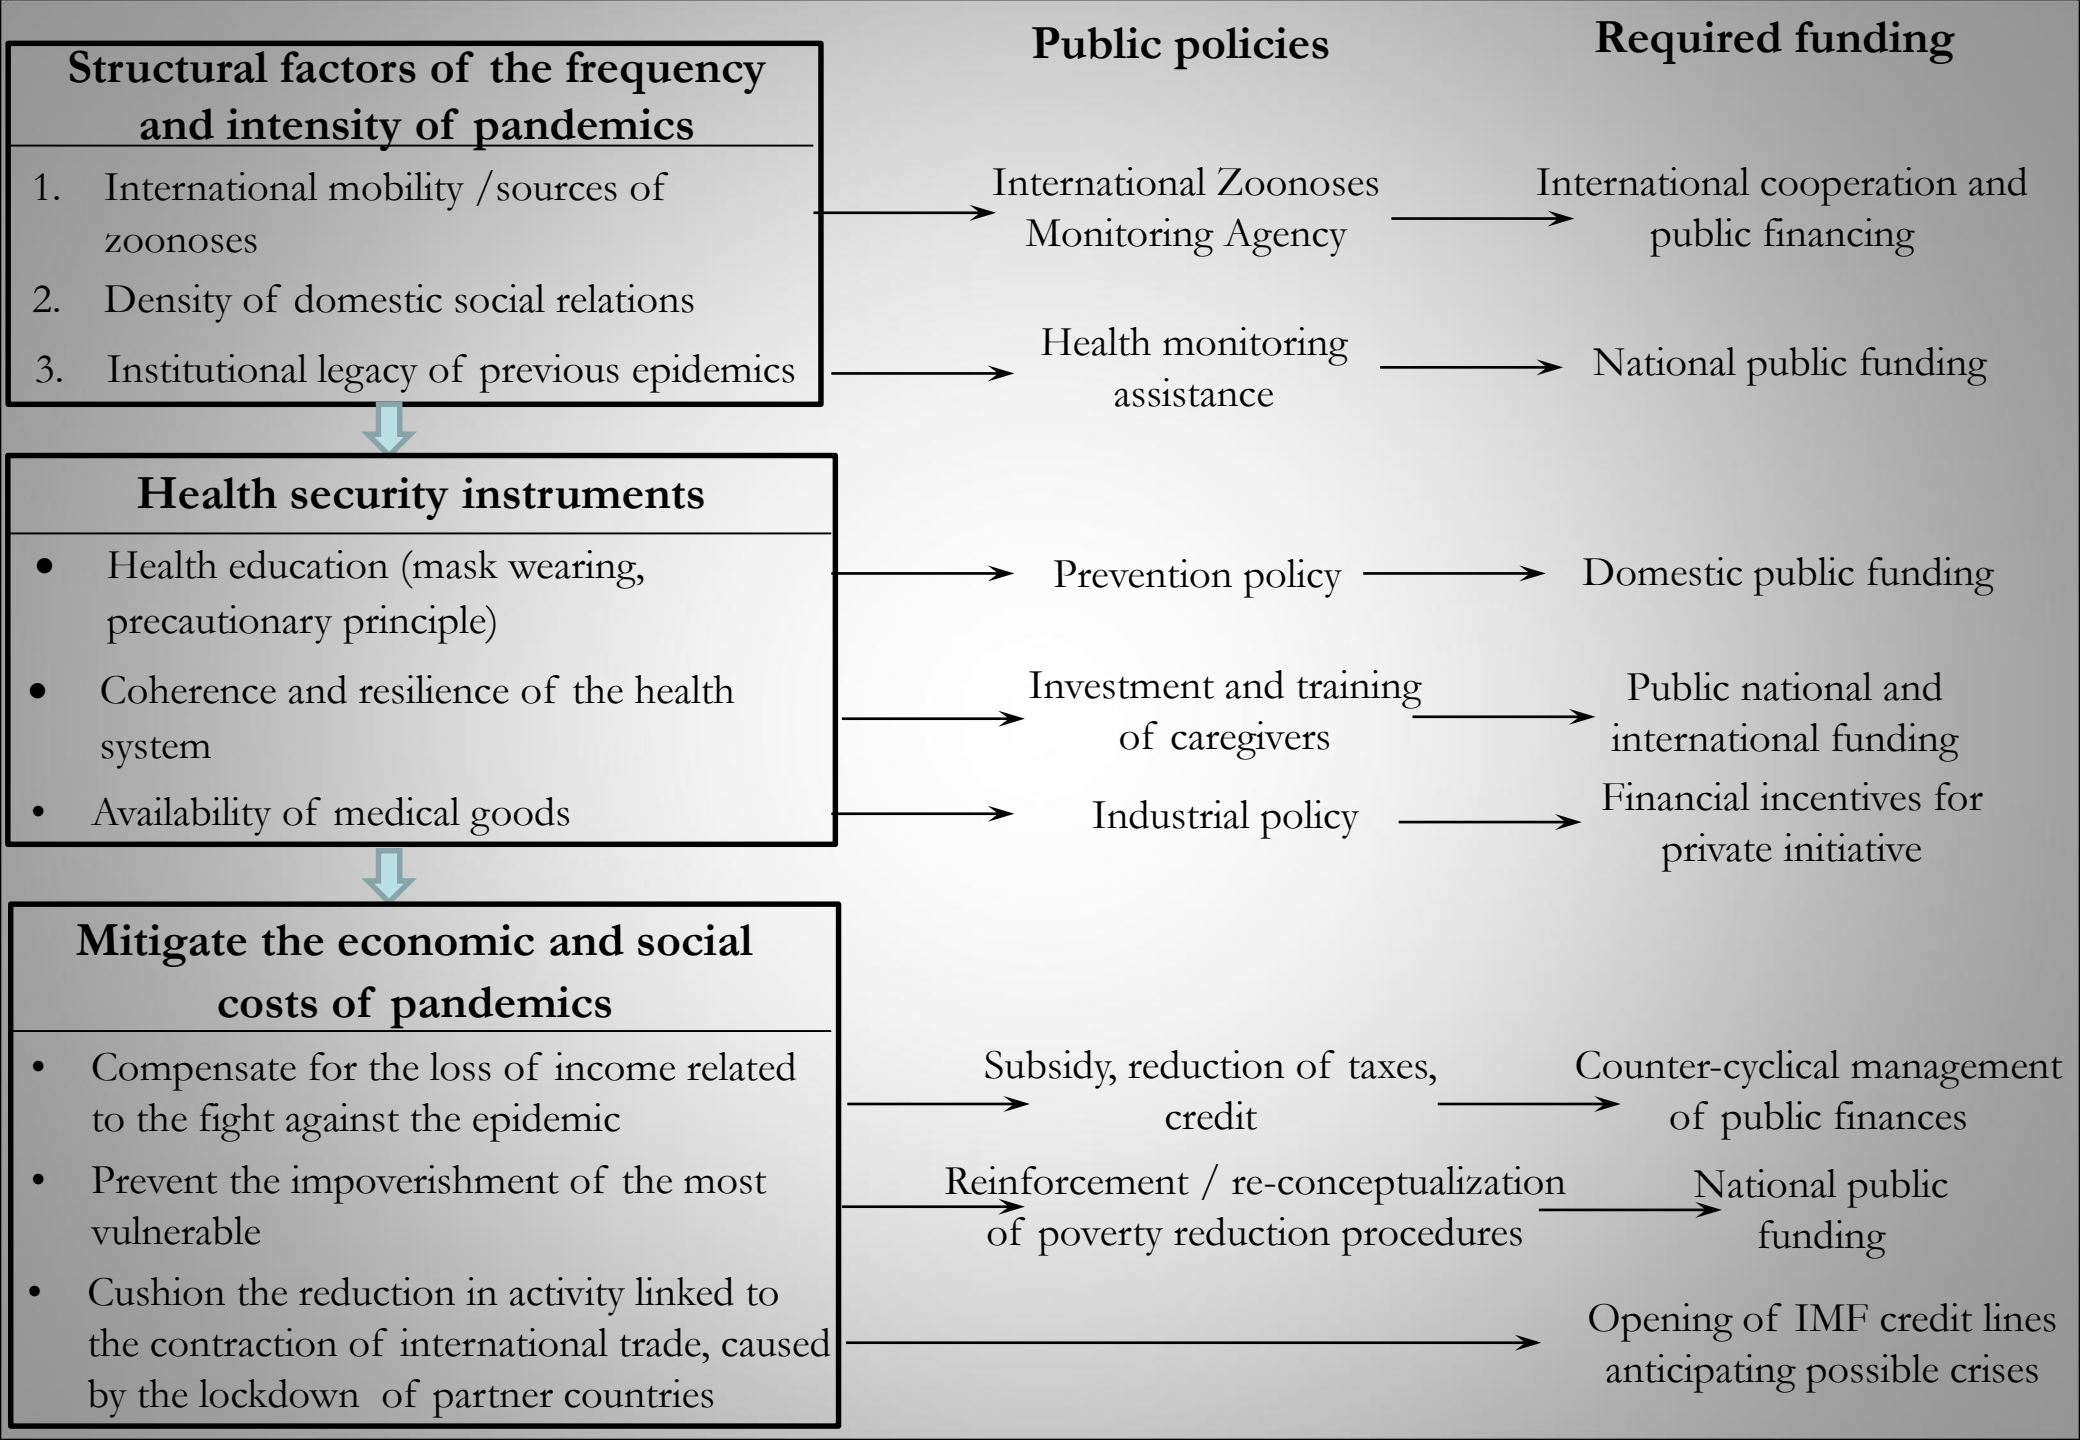 Public policies
Required funding
Structural factors of the frequency
and intensity of pandemics
1. International mobility /sources of
zoonoses
2. Density of domestic social relations
3. Institutional legacy of previous epidemics
International Zoonoses
Monitoring Agency
International cooperation and
public financing
Health monitoring
assistance
National public funding
Health security instruments
• Health education (mask wearing,
precautionary principle)
• Coherence and resilience of the health
system
• Availability of medical goods
Prevention policy
Domestic public funding
Investment and training
of caregivers
Public national and
international funding
Industrial policy
Financial incentives for
private initiative
Mitigate the economic and social
costs of pandemics
• Compensate for the loss of income related
to the fight against the epidemic
• Prevent the impoverishment of the most
vulnerable
• Cushion the reduction in activity linked to
the contraction of international trade, caused
by the lockdown of partner countries
Subsidy, reduction of taxes,
credit
Counter-cyclical management
of public finances
Reinforcement / re-conceptualization
of poverty reduction procedures
National public
funding
Opening of IMF credit lines
anticipating possible crises